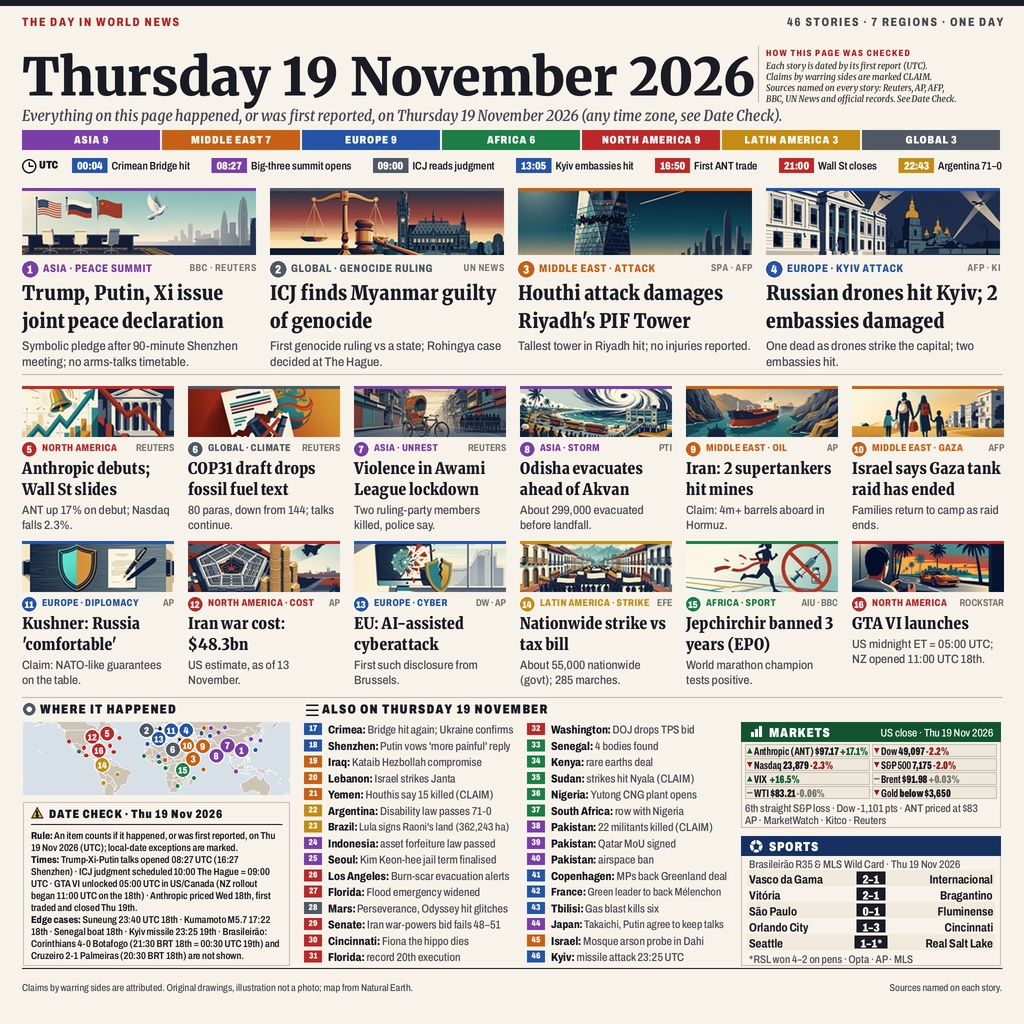 THE DAY IN WORLD NEWS
46 STORIES · 7 REGIONS · ONE DAY
Thursday 19 November 2026
HOW THIS PAGE WAS CHECKED
Each story is dated by its first report (UTC).
Claims by warring sides are marked CLAIM.
Sources named on every story: Reuters, AP, AFP,
BBC, UN News and official records. See Date Check.
Everything on this page happened, or was first reported, on Thursday 19 November 2026 (any time zone, see Date Check).
ASIA 9
MIDDLE EAST 7
EUROPE 9
AFRICA 6
NORTH AMERICA 9
LATIN AMERICA 3
GLOBAL 3
UTC
00:04 Crimean Bridge hit
08:27 Big-three summit opens
09:00 ICJ reads judgment
13:05 Kyiv embassies hit
16:50 First ANT trade
21:00 Wall St closes
22:43 Argentina 71–0
1 ASIA · PEACE SUMMIT BBC · REUTERS
Trump, Putin, Xi issue
joint peace declaration
Symbolic pledge after 90-minute Shenzhen
meeting; no arms-talks timetable.
2 GLOBAL · GENOCIDE RULING UN NEWS
ICJ finds Myanmar guilty
of genocide
First genocide ruling vs a state; Rohingya case
decided at The Hague.
3 MIDDLE EAST · ATTACK SPA · AFP
Houthi attack damages
Riyadh's PIF Tower
Tallest tower in Riyadh hit; no injuries reported.
4 EUROPE · KYIV ATTACK AFP · KI
Russian drones hit Kyiv; 2
embassies damaged
One dead as drones strike the capital; two
embassies hit.
5 NORTH AMERICA REUTERS
Anthropic debuts;
Wall St slides
ANT up 17% on debut; Nasdaq
falls 2.3%.
6 GLOBAL · CLIMATE REUTERS
COP31 draft drops
fossil fuel text
80 paras, down from 144; talks
continue.
7 ASIA · UNREST REUTERS
Violence in Awami
League lockdown
Two ruling-party members
killed, police say.
8 ASIA · STORM PTI
Odisha evacuates
ahead of Akvan
About 299,000 evacuated
before landfall.
9 MIDDLE EAST · OIL AP
Iran: 2 supertankers
hit mines
Claim: 4m+ barrels aboard in
Hormuz.
10 MIDDLE EAST · GAZA AFP
Israel says Gaza tank
raid has ended
Families return to camp as raid
ends.
11 EUROPE · DIPLOMACY AP
Kushner: Russia
'comfortable'
Claim: NATO-like guarantees
on the table.
12 NORTH AMERICA · COST AP
Iran war cost:
$48.3bn
US estimate, as of 13
November.
13 EUROPE · CYBER DW · AP
EU: AI-assisted
cyberattack
First such disclosure from
Brussels.
14 LATIN AMERICA · STRIKE EFE
Nationwide strike vs
tax bill
About 55,000 nationwide
(govt); 285 marches.
15 AFRICA · SPORT AIU · BBC
Jepchirchir banned 3
years (EPO)
World marathon champion
tests positive.
16 NORTH AMERICA ROCKSTAR
GTA VI launches
US midnight ET = 05:00 UTC;
NZ opened 11:00 UTC 18th.
WHERE IT HAPPENED
12 5 2 11 4 16 13 6 10 9 7 1 8 14 3 15
DATE CHECK · Thu 19 Nov 2026
Rule: An item counts if it happened, or was first reported, on Thu
19 Nov 2026 (UTC); local-date exceptions are marked.
Times: Trump-Xi-Putin talks opened 08:27 UTC (16:27
Shenzhen) · ICJ judgment scheduled 10:00 The Hague = 09:00
UTC · GTA VI unlocked 05:00 UTC in US/Canada (NZ rollout
began 11:00 UTC on the 18th) · Anthropic priced Wed 18th, first
traded and closed Thu 19th.
Edge cases: Suneung 23:40 UTC 18th · Kumamoto M5.7 17:22
18th · Senegal boat 18th · Kyiv missile 23:25 19th · Brasileirão:
Corinthians 4-0 Botafogo (21:30 BRT 18th = 00:30 UTC 19th) and
Cruzeiro 2-1 Palmeiras (20:30 BRT 18th) are not shown.
ALSO ON THURSDAY 19 NOVEMBER
17 Crimea: Bridge hit again; Ukraine confirms
18 Shenzhen: Putin vows 'more painful' reply
19 Iraq: Kataib Hezbollah compromise
20 Lebanon: Israel strikes Janta
21 Yemen: Houthis say 15 killed (CLAIM)
22 Argentina: Disability law passes 71-0
23 Brazil: Lula signs Raoni's land (362,243 ha)
24 Indonesia: asset forfeiture law passed
25 Seoul: Kim Keon-hee jail term finalised
26 Los Angeles: Burn-scar evacuation alerts
27 Florida: Flood emergency widened
28 Mars: Perseverance, Odyssey hit glitches
29 Senate: Iran war-powers bid fails 48–51
30 Cincinnati: Fiona the hippo dies
31 Florida: record 20th execution
32 Washington: DOJ drops TPS bid
33 Senegal: 4 bodies found
34 Kenya: rare earths deal
35 Sudan: strikes hit Nyala (CLAIM)
36 Nigeria: Yutong CNG plant opens
37 South Africa: row with Nigeria
38 Pakistan: 22 militants killed (CLAIM)
39 Pakistan: Qatar MoU signed
40 Pakistan: airspace ban
41 Copenhagen: MPs back Greenland deal
42 France: Green leader to back Mélenchon
43 Tbilisi: Gas blast kills six
44 Japan: Takaichi, Putin agree to keep talks
45 Israel: Mosque arson probe in Dahi
46 Kyiv: missile attack 23:25 UTC
MARKETS US close · Thu 19 Nov 2026
▲ Anthropic (ANT) $97.17 +17.1% ▼ Dow 49,097 -2.2%
▼ Nasdaq 23,879 -2.3% ▼ S&P 500 7,175 -2.0%
▲ VIX +16.5% — Brent $91.98 +0.03%
— WTI $83.21 -0.06% ▼ Gold below $3,650
6th straight S&P loss · Dow -1,101 pts · ANT priced at $83
AP · MarketWatch · Kitco · Reuters
SPORTS
Brasileirão R35 & MLS Wild Card · Thu 19 Nov 2026
Vasco da Gama 2–1 Internacional
Vitória 2–1 Bragantino
São Paulo 0–1 Fluminense
Orlando City 1–3 Cincinnati
Seattle 1-1* Real Salt Lake
*RSL won 4–2 on pens · Opta · AP · MLS
Claims by warring sides are attributed. Original drawings, illustration not a photo; map from Natural Earth.
Sources named on each story.